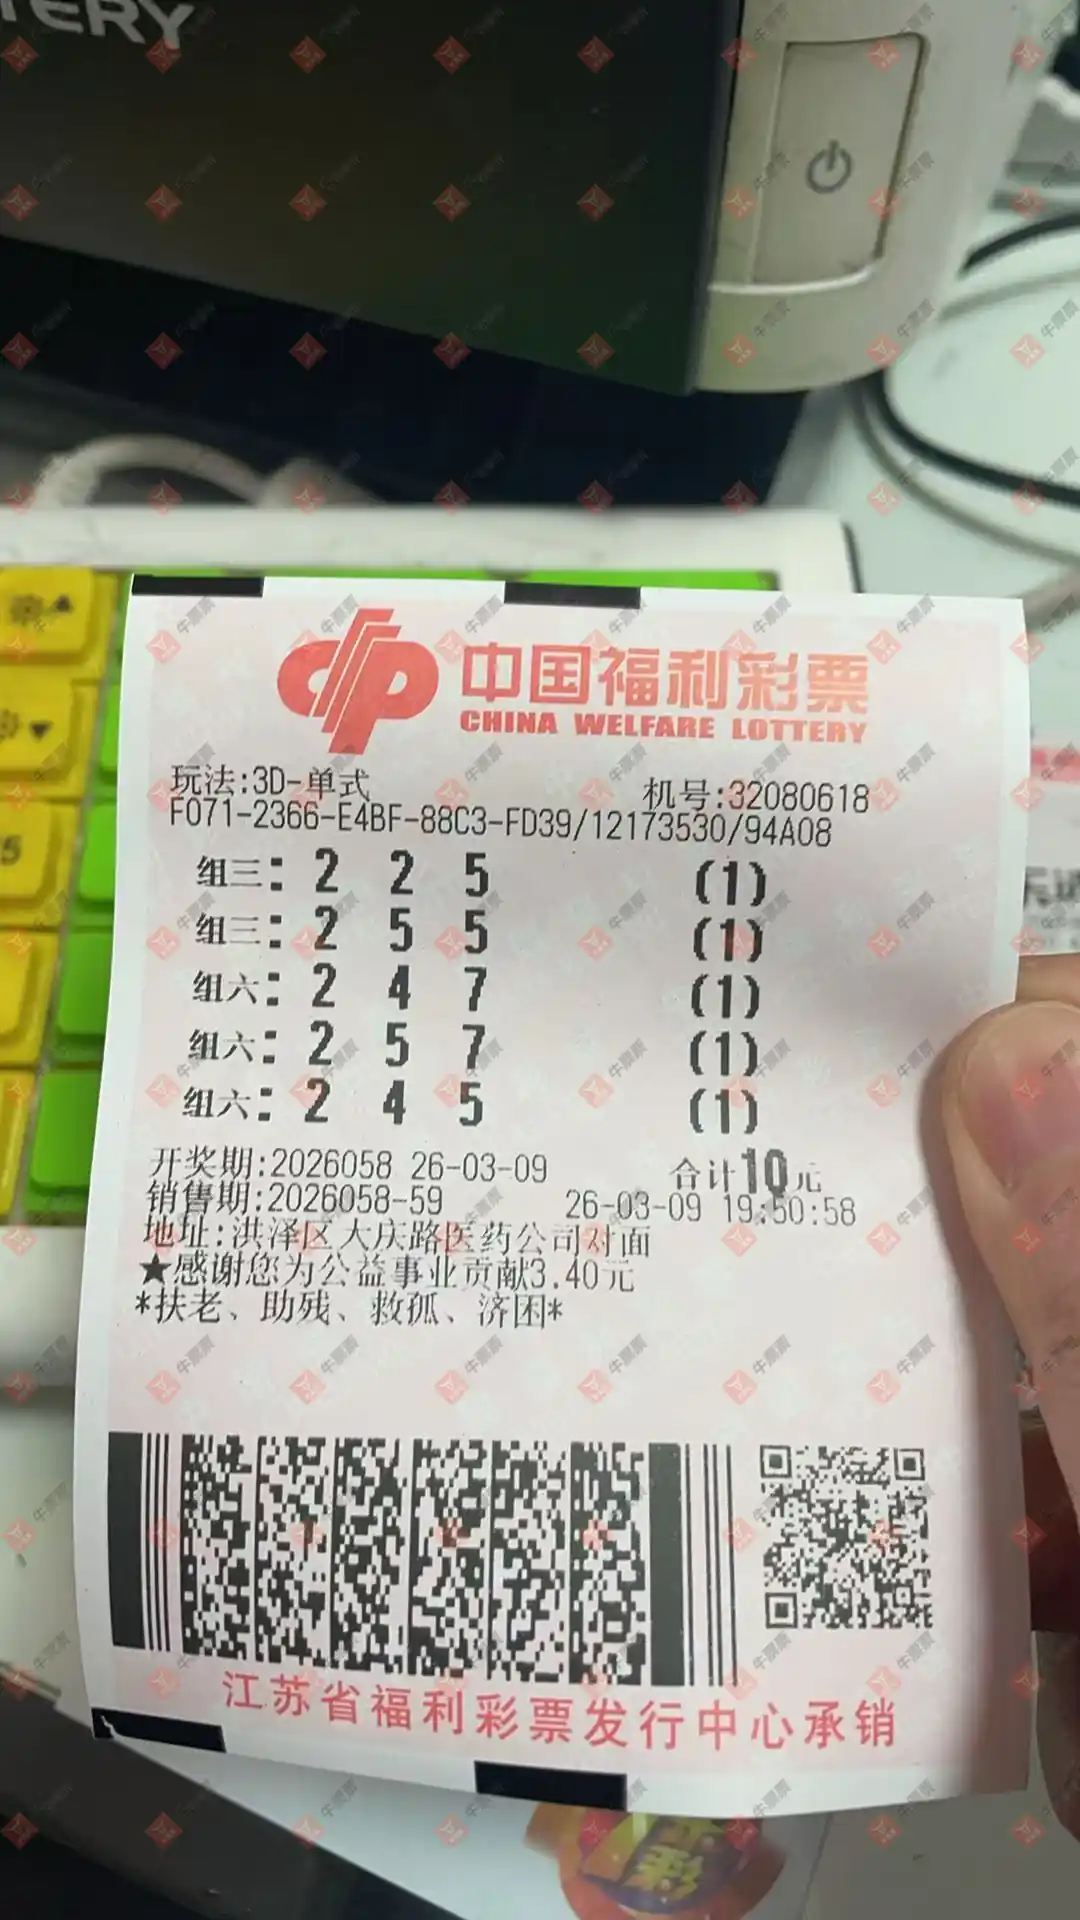 TERY
中国福利彩票
CHINA WELFARE LOTTERY
玩法:3D-单式 机号:32080618
F071-2366-E4BF-88C3-FD39/12173530/94A08
组三: 2 2 5 (1)
组三: 2 5 5 (1)
组六: 2 4 7 (1)
组六: 2 5 7 (1)
组六: 2 4 5 (1)
开奖期:2026058 26-03-09 合计10元
销售期:2026058-59 26-03-09 19:50:58
地址:洪泽区大庆路医药公司对面
★感谢您为公益事业贡献3.40元
*扶老、助残、救孤、济困*
江苏省福利彩票发行中心承销
牛票票
5